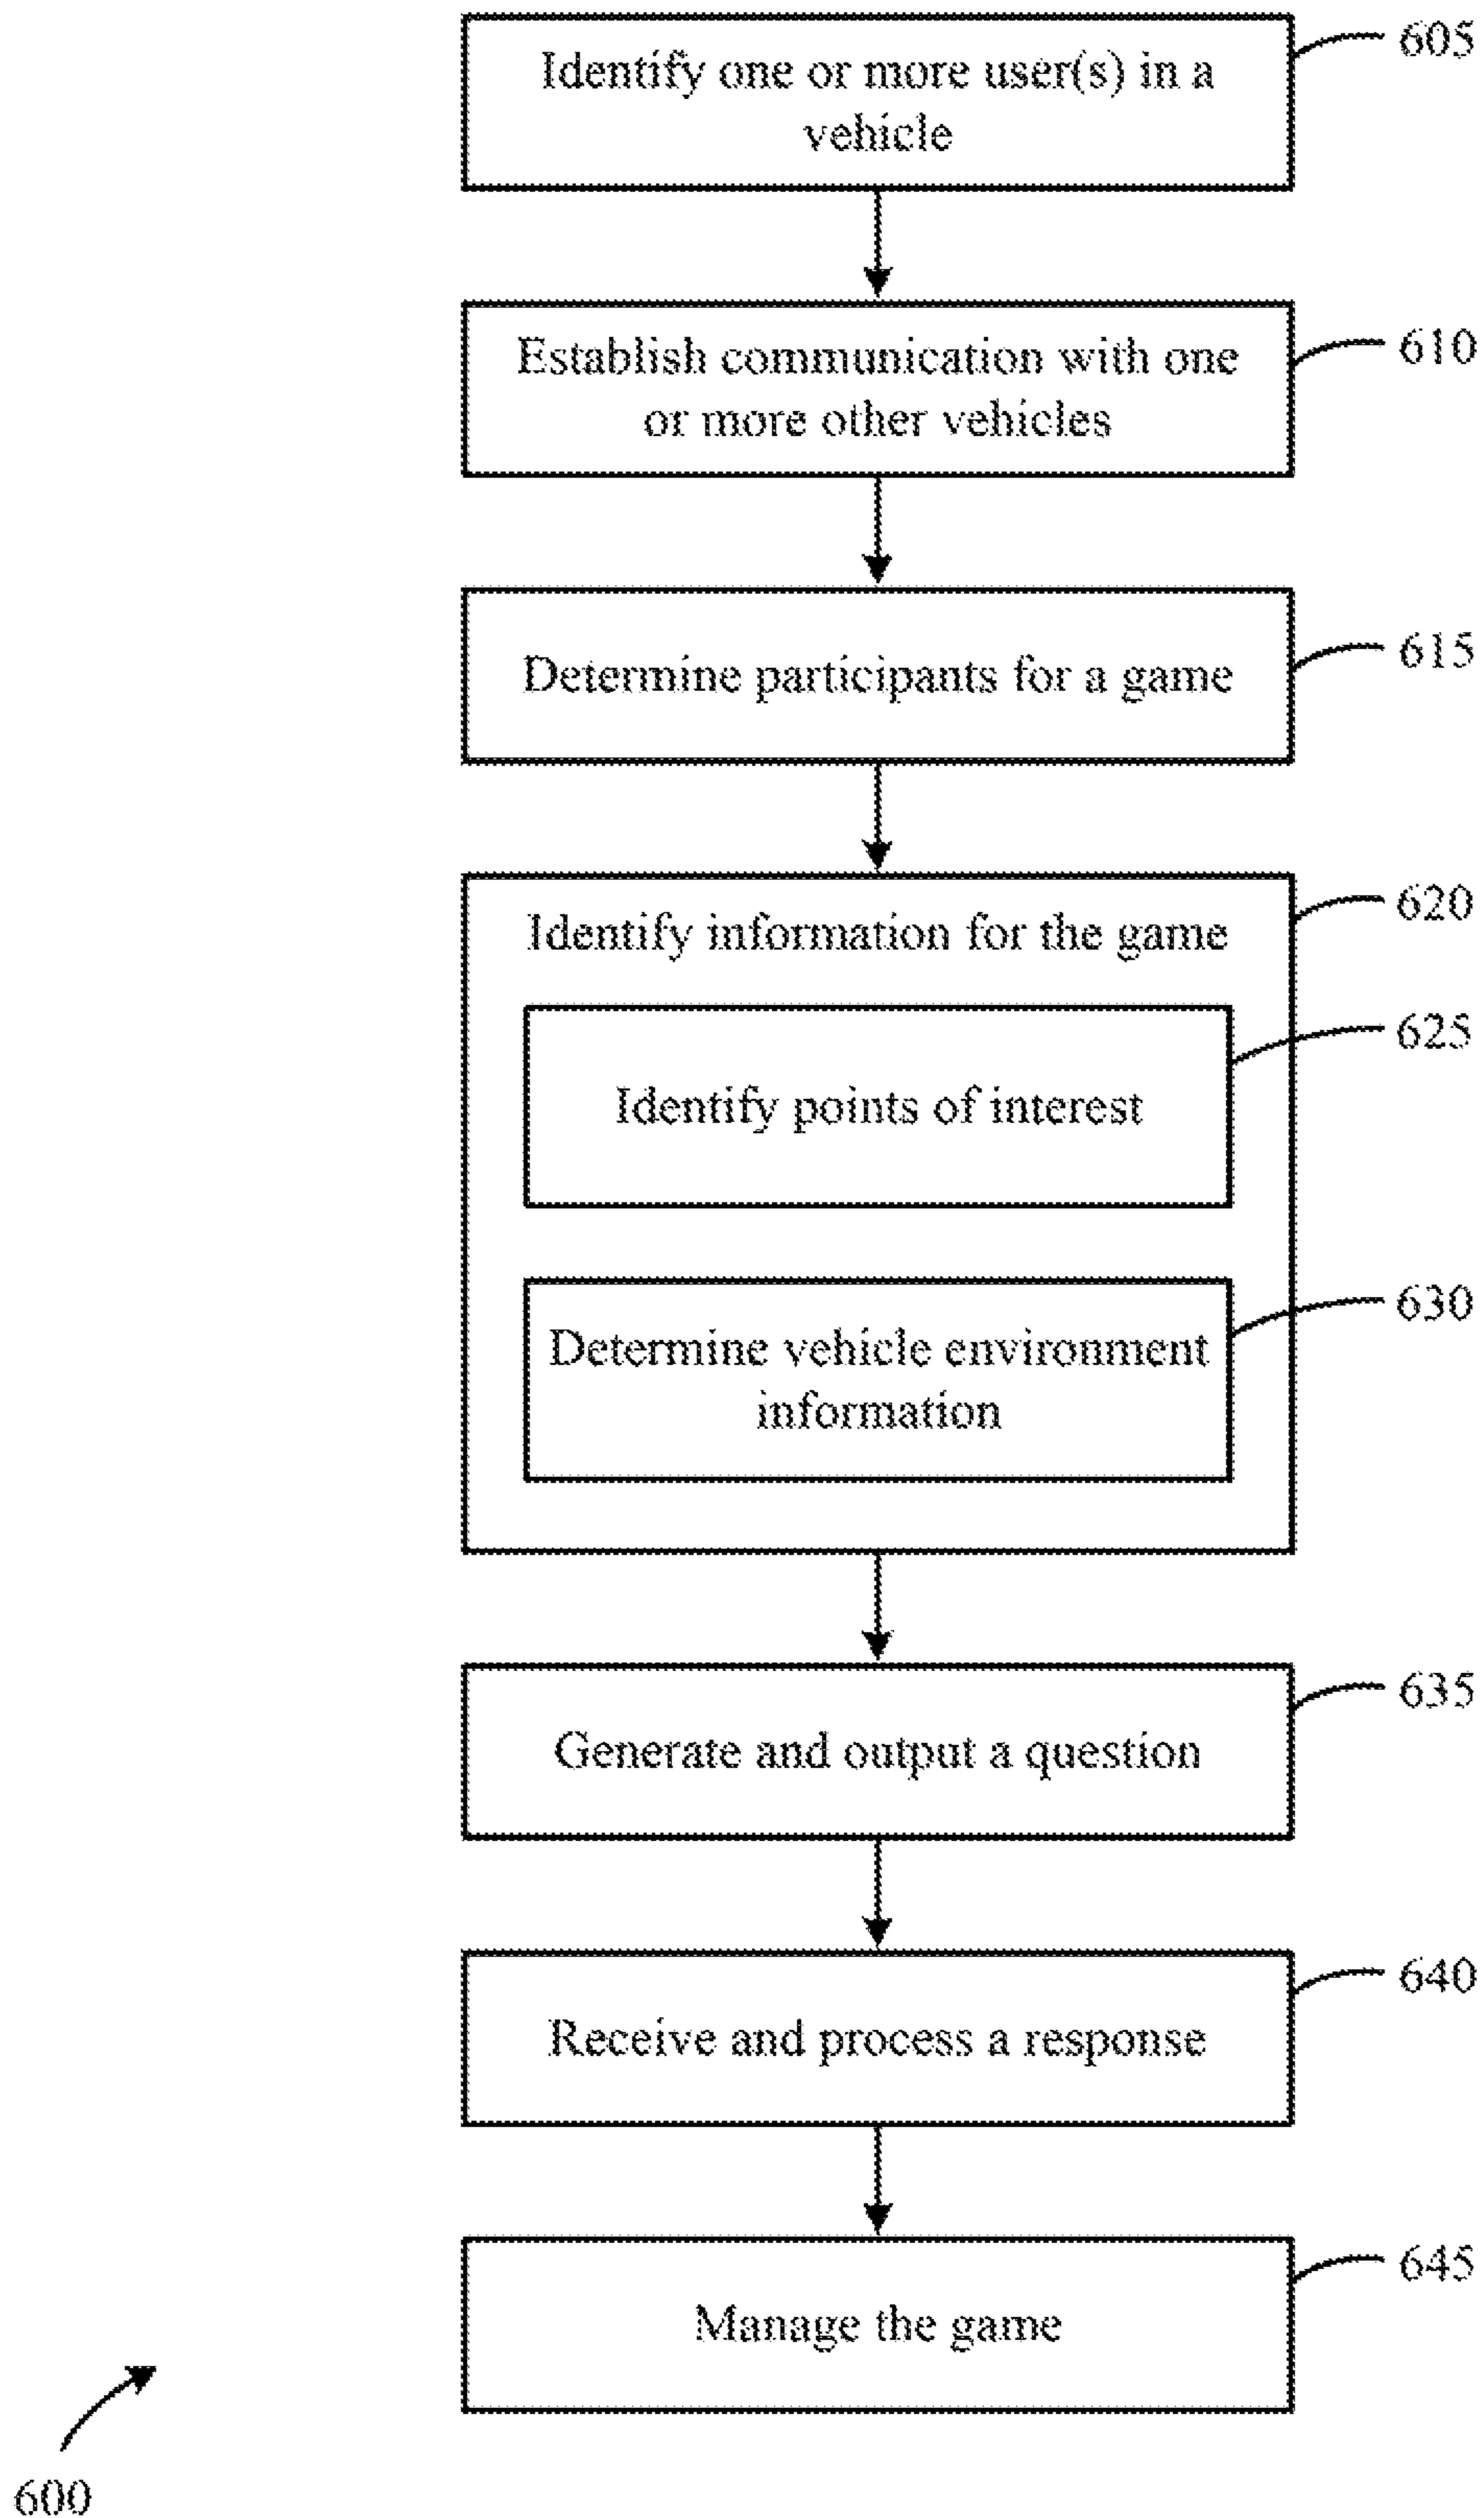 Identify one or more user(s) in a
vehicle
605
Establish communication with one
or more other vehicles
610
Determine participants for a game
615
Identify information for the game
620
Identify points of interest
625
Determine vehicle environment
information
630
Generate and output a question
635
Receive and process a response
640
Manage the game
645
600